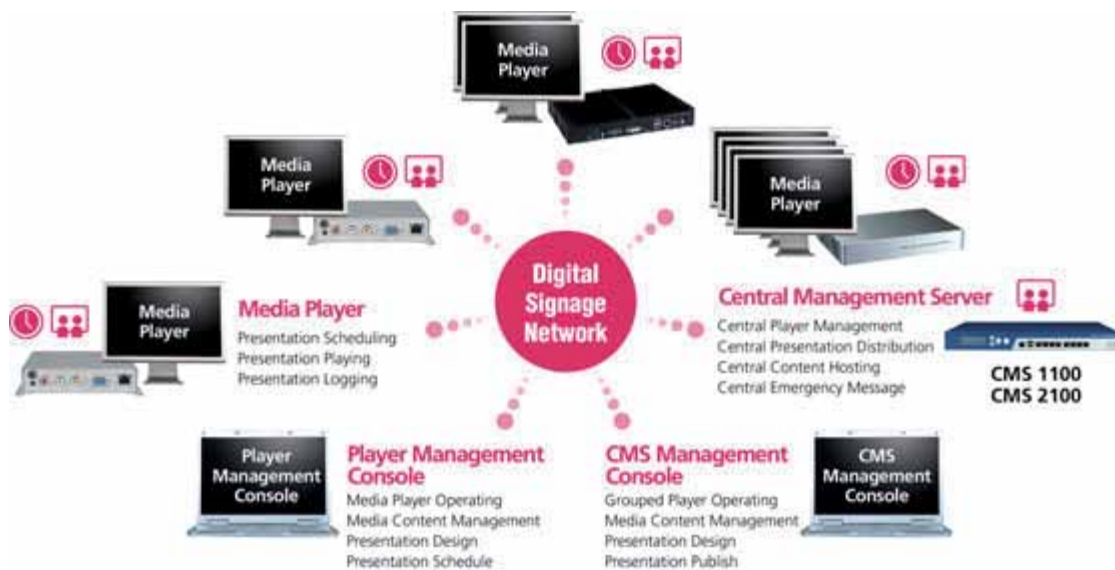 Media
Player
Media
Player
Media
Player
Media
Player
Digital
Signage
Network
Media Player
Presentation Scheduling
Presentation Playing
Presentation Logging
Central Management Server
Central Player Management
Central Presentation Distribution
Central Content Hosting
Central Emergency Message
CMS 1100
CMS 2100
Player
Management
Console
Player Management
Console
Media Player Operating
Media Content Management
Presentation Design
Presentation Schedule
CMS Management
Console
Grouped Player Operating
Media Content Management
Presentation Design
Presentation Publish
CMS
Management
Console